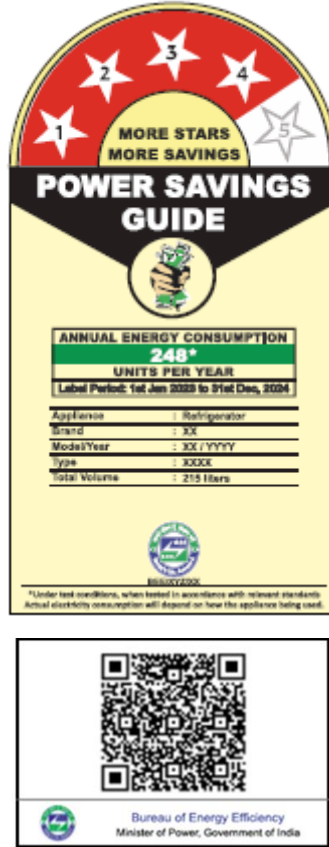 1 2 3 4 5
MORE STARS
MORE SAVINGS
POWER SAVINGS
GUIDE
ANNUAL ENERGY CONSUMPTION
248*
UNITS PER YEAR
Label Period: 1st Jan 2023 to 31st Dec, 2024
Appliance : Refrigerator
Brand : XX
Model/Year : XX / YYYY
Type : XXXX
Total Volume : 215 liters
*Under test conditions, when tested in accordance with relevant standards
Actual electricity consumption will depend on how the appliance being used.
Bureau of Energy Efficiency
Minister of Power, Government of India